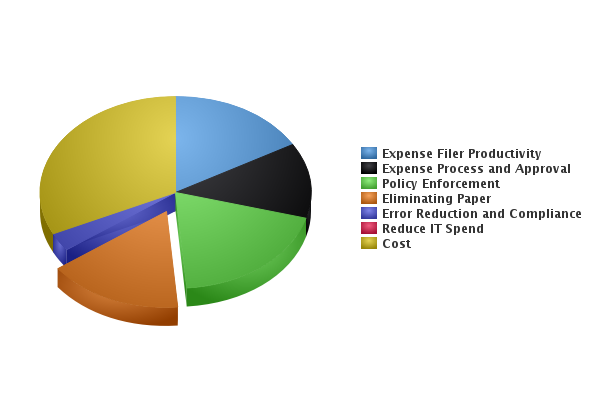 Expense Filer Productivity
Expense Process and Approval
Policy Enforcement
Eliminating Paper
Error Reduction and Compliance
Reduce IT Spend
Cost